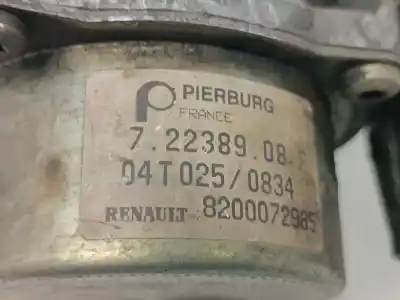 PIERBURG
FRANCE
7.22389.08
04T025/0834
RENAULT 8200072985